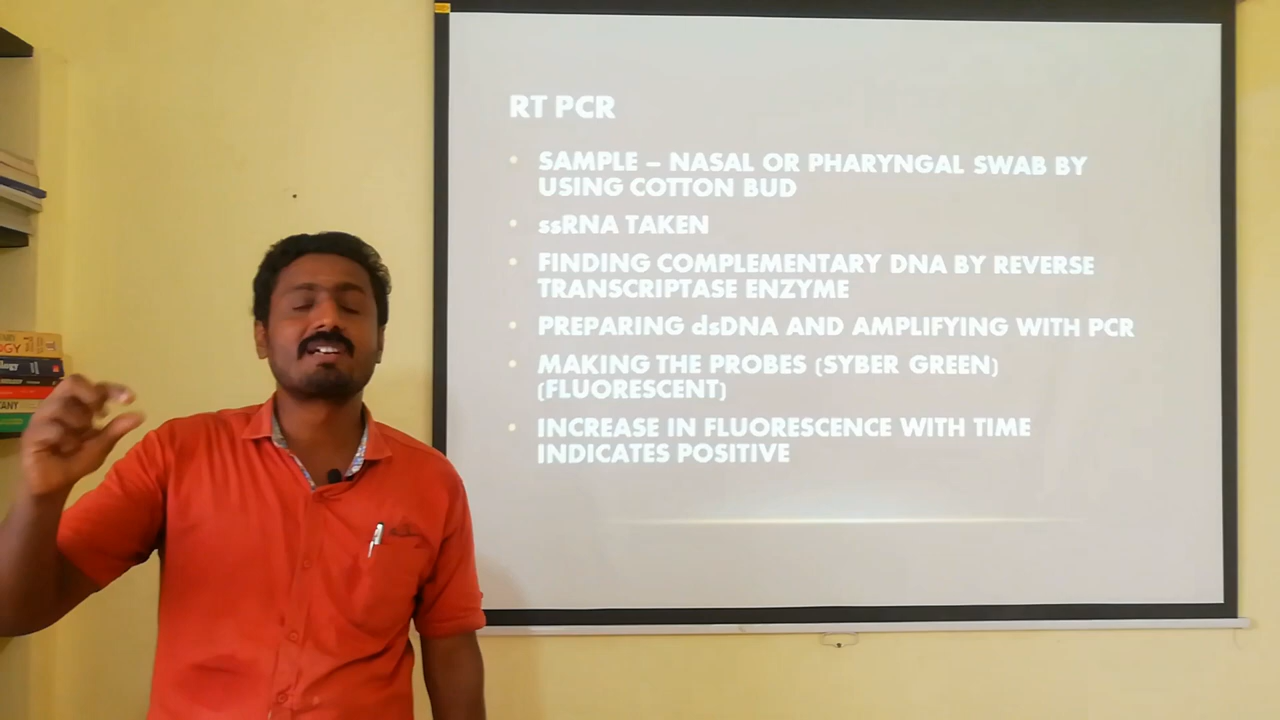 RT PCR
• SAMPLE – NASAL OR PHARYNGAL SWAB BY
USING COTTON BUD
• ssRNA TAKEN
• FINDING COMPLEMENTARY DNA BY REVERSE
TRANSCRIPTASE ENZYME
• PREPARING dsDNA AND AMPLIFYING WITH PCR
• MAKING THE PROBES (SYBER GREEN)
(FLUORESCENT)
• INCREASE IN FLUORESCENCE WITH TIME
INDICATES POSITIVE